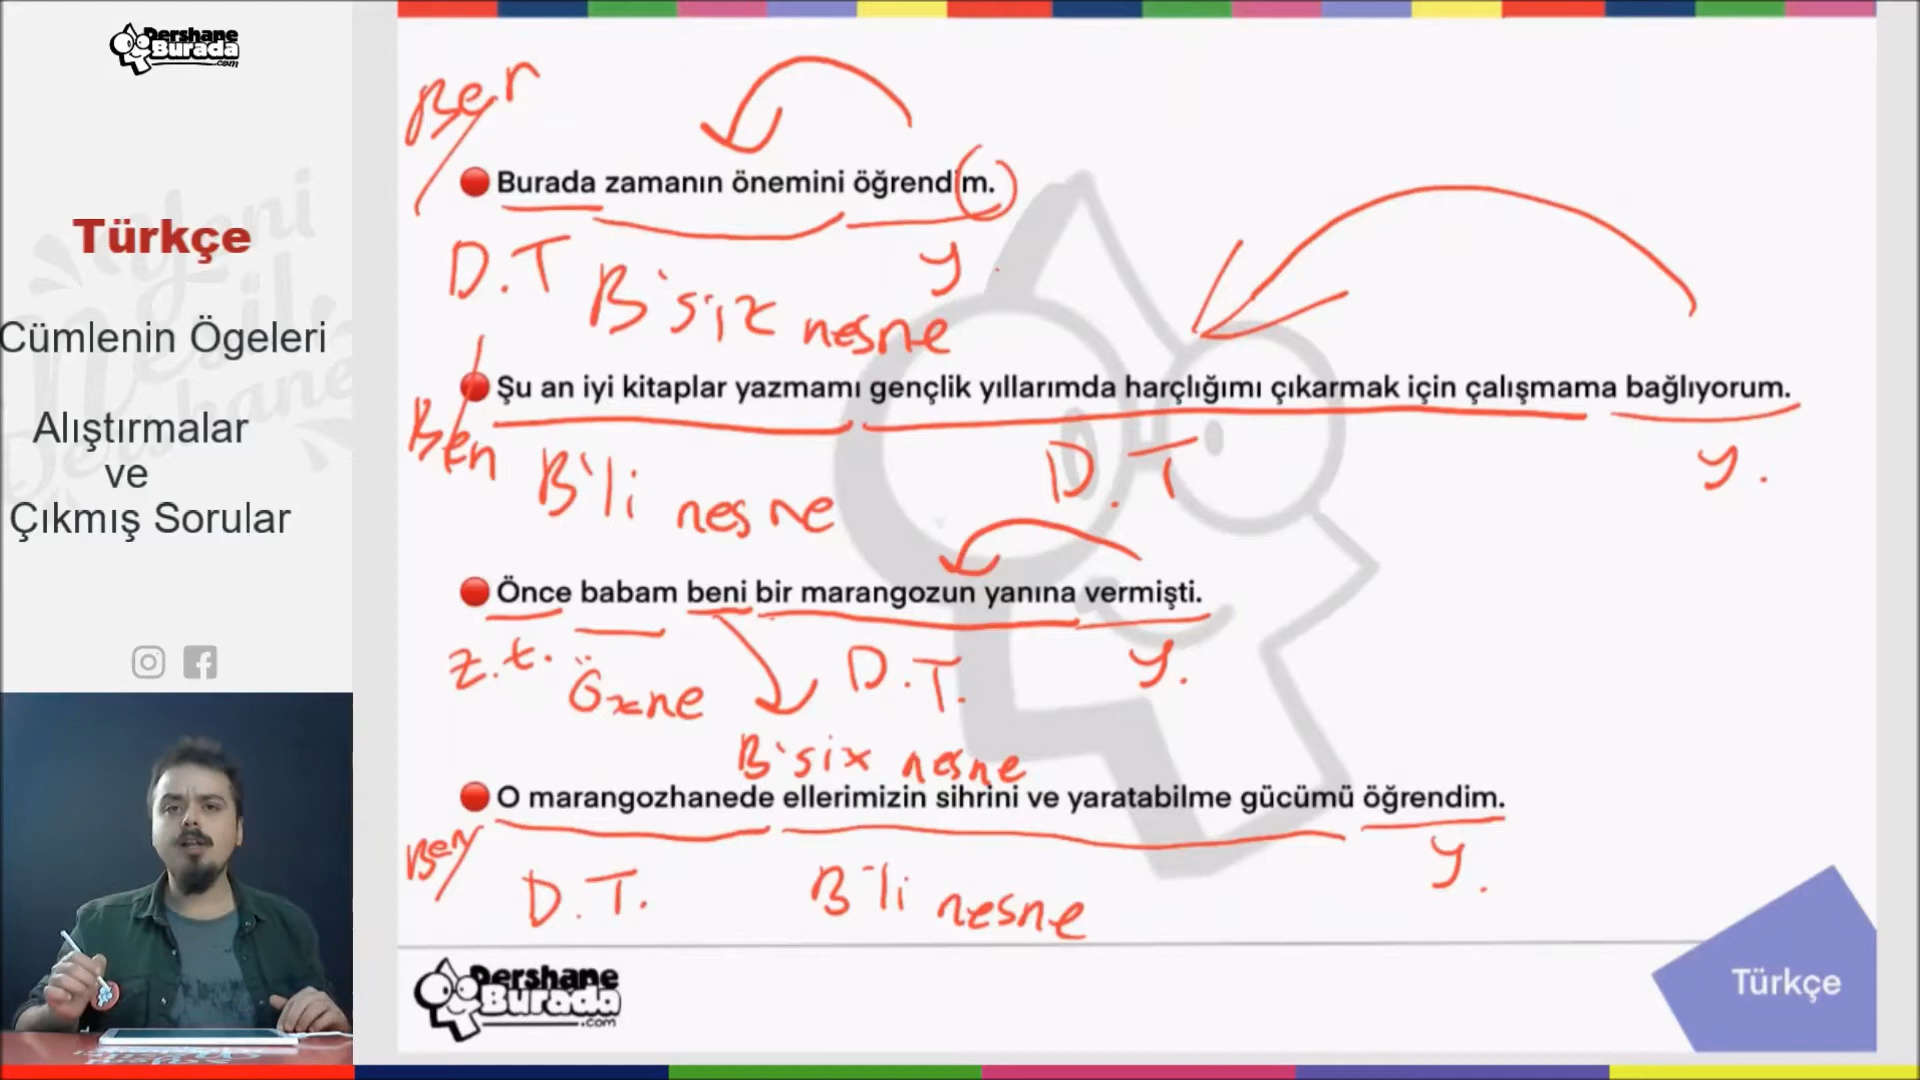 Dershane
Burada
.com
Türkçe
Cümlenin Ögeleri
Alıştırmalar
ve
Çıkmış Sorular
Ben
Burada zamanın önemini öğrendim.
D.T B'siz nesne y.
Şu an iyi kitaplar yazmamı gençlik yıllarımda harçlığımı çıkarmak için çalışmama bağlıyorum.
Ben B'li nesne D.T y.
Önce babam beni bir marangozun yanına vermişti.
z.t. Özne D.T. y.
B'siz nesne
O marangozhanede ellerimizin sihrini ve yaratabilme gücümü öğrendim.
Ben D.T. B'li nesne y.
Dershane
Burada
.com
Türkçe